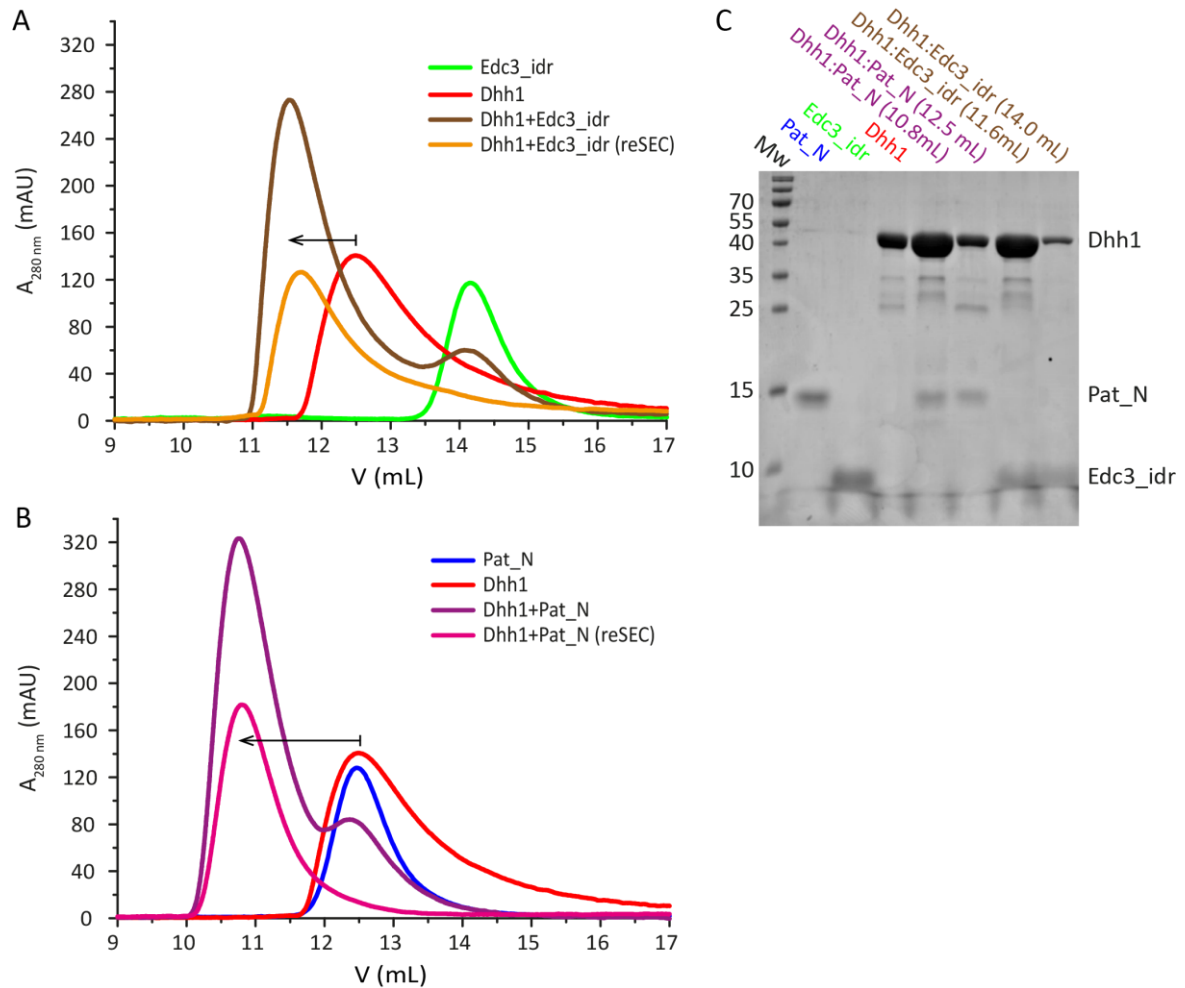 A
320
280
240
200
160
120
80
40
0
A280 nm (mAU)
9 10 11 12 13 14 15 16 17
V (mL)
Edc3_idr
Dhh1
Dhh1+Edc3_idr
Dhh1+Edc3_idr (reSEC)
B
320
280
240
200
160
120
80
40
0
A280 nm (mAU)
9 10 11 12 13 14 15 16 17
V (mL)
Pat_N
Dhh1
Dhh1+Pat_N
Dhh1+Pat_N (reSEC)
C
Mw
Pat_N
Edc3_idr
Dhh1
Dhh1:Pat_N (10.8mL)
Dhh1:Pat_N (12.5 mL)
Dhh1:Edc3_idr (11.6mL)
Dhh1:Edc3_idr (14.0 mL)
70
55
40
35
25
15
10
Dhh1
Pat_N
Edc3_idr